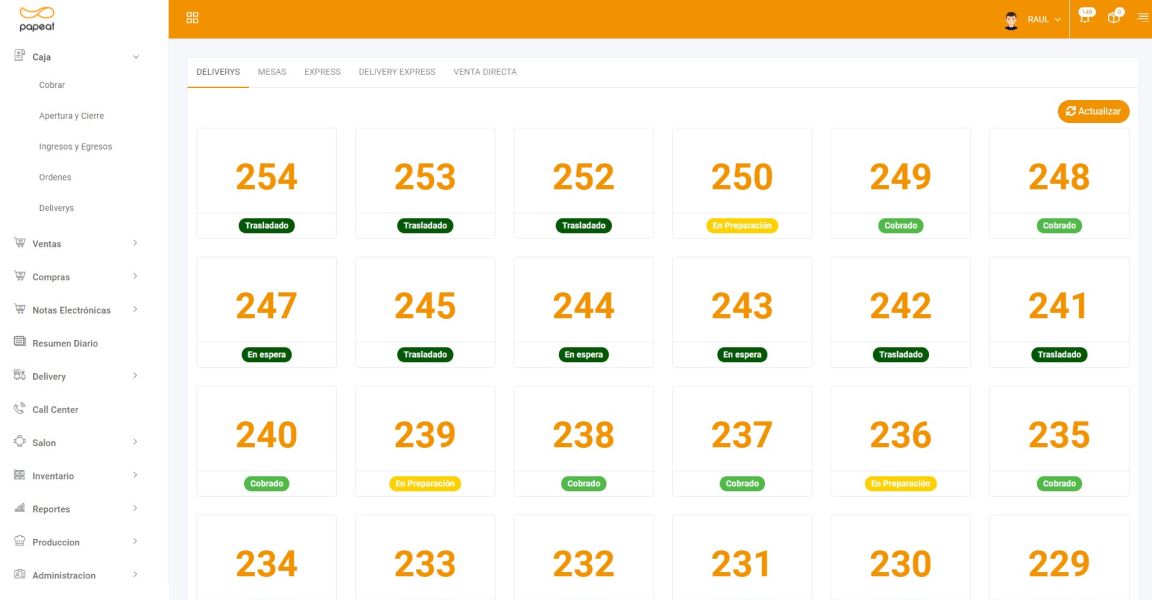 papeat
RAUL
146
0
Caja
Cobrar
Apertura y Cierre
Ingresos y Egresos
Ordenes
Deliverys
Ventas
Compras
Notas Electrónicas
Resumen Diario
Delivery
Call Center
Salon
Inventario
Reportes
Produccion
Administracion
DELIVERYS MESAS EXPRESS DELIVERY EXPRESS VENTA DIRECTA
Actualizar
254 253 252 250 249 248
Trasladado Trasladado Trasladado En Preparación Cobrado Cobrado
247 245 244 243 242 241
En espera Trasladado En espera En espera Trasladado Trasladado
240 239 238 237 236 235
Cobrado En Preparación Cobrado Cobrado En Preparación Cobrado
234 233 232 231 230 229